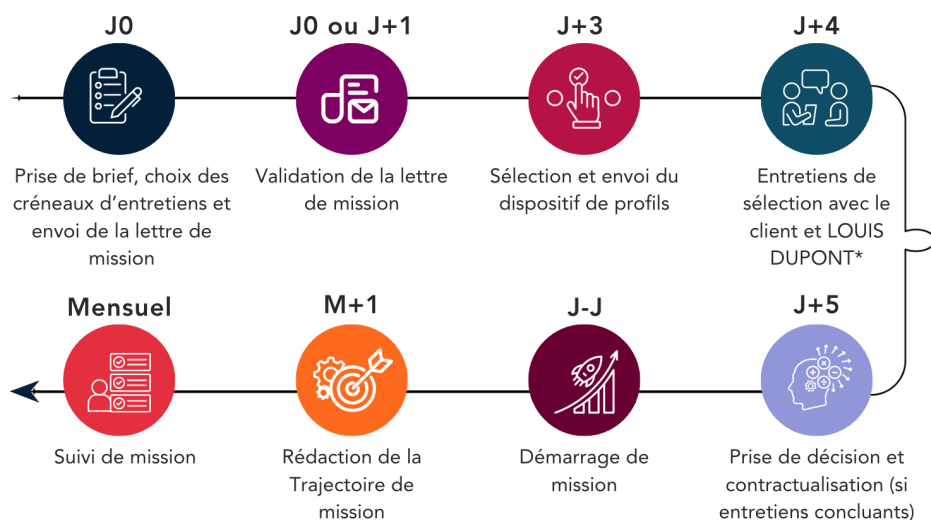 J0
Prise de brief, choix des
créneaux d'entretiens et
envoi de la lettre de
mission
J0 ou J+1
Validation de la lettre
de mission
J+3
Sélection et envoi du
dispositif de profils
J+4
Entretiens de
sélection avec le
client et LOUIS
DUPONT*
J+5
Prise de décision et
contractualisation (si
entretiens concluants)
J-J
Démarrage de
mission
M+1
Rédaction de la
Trajectoire de
mission
Mensuel
Suivi de mission